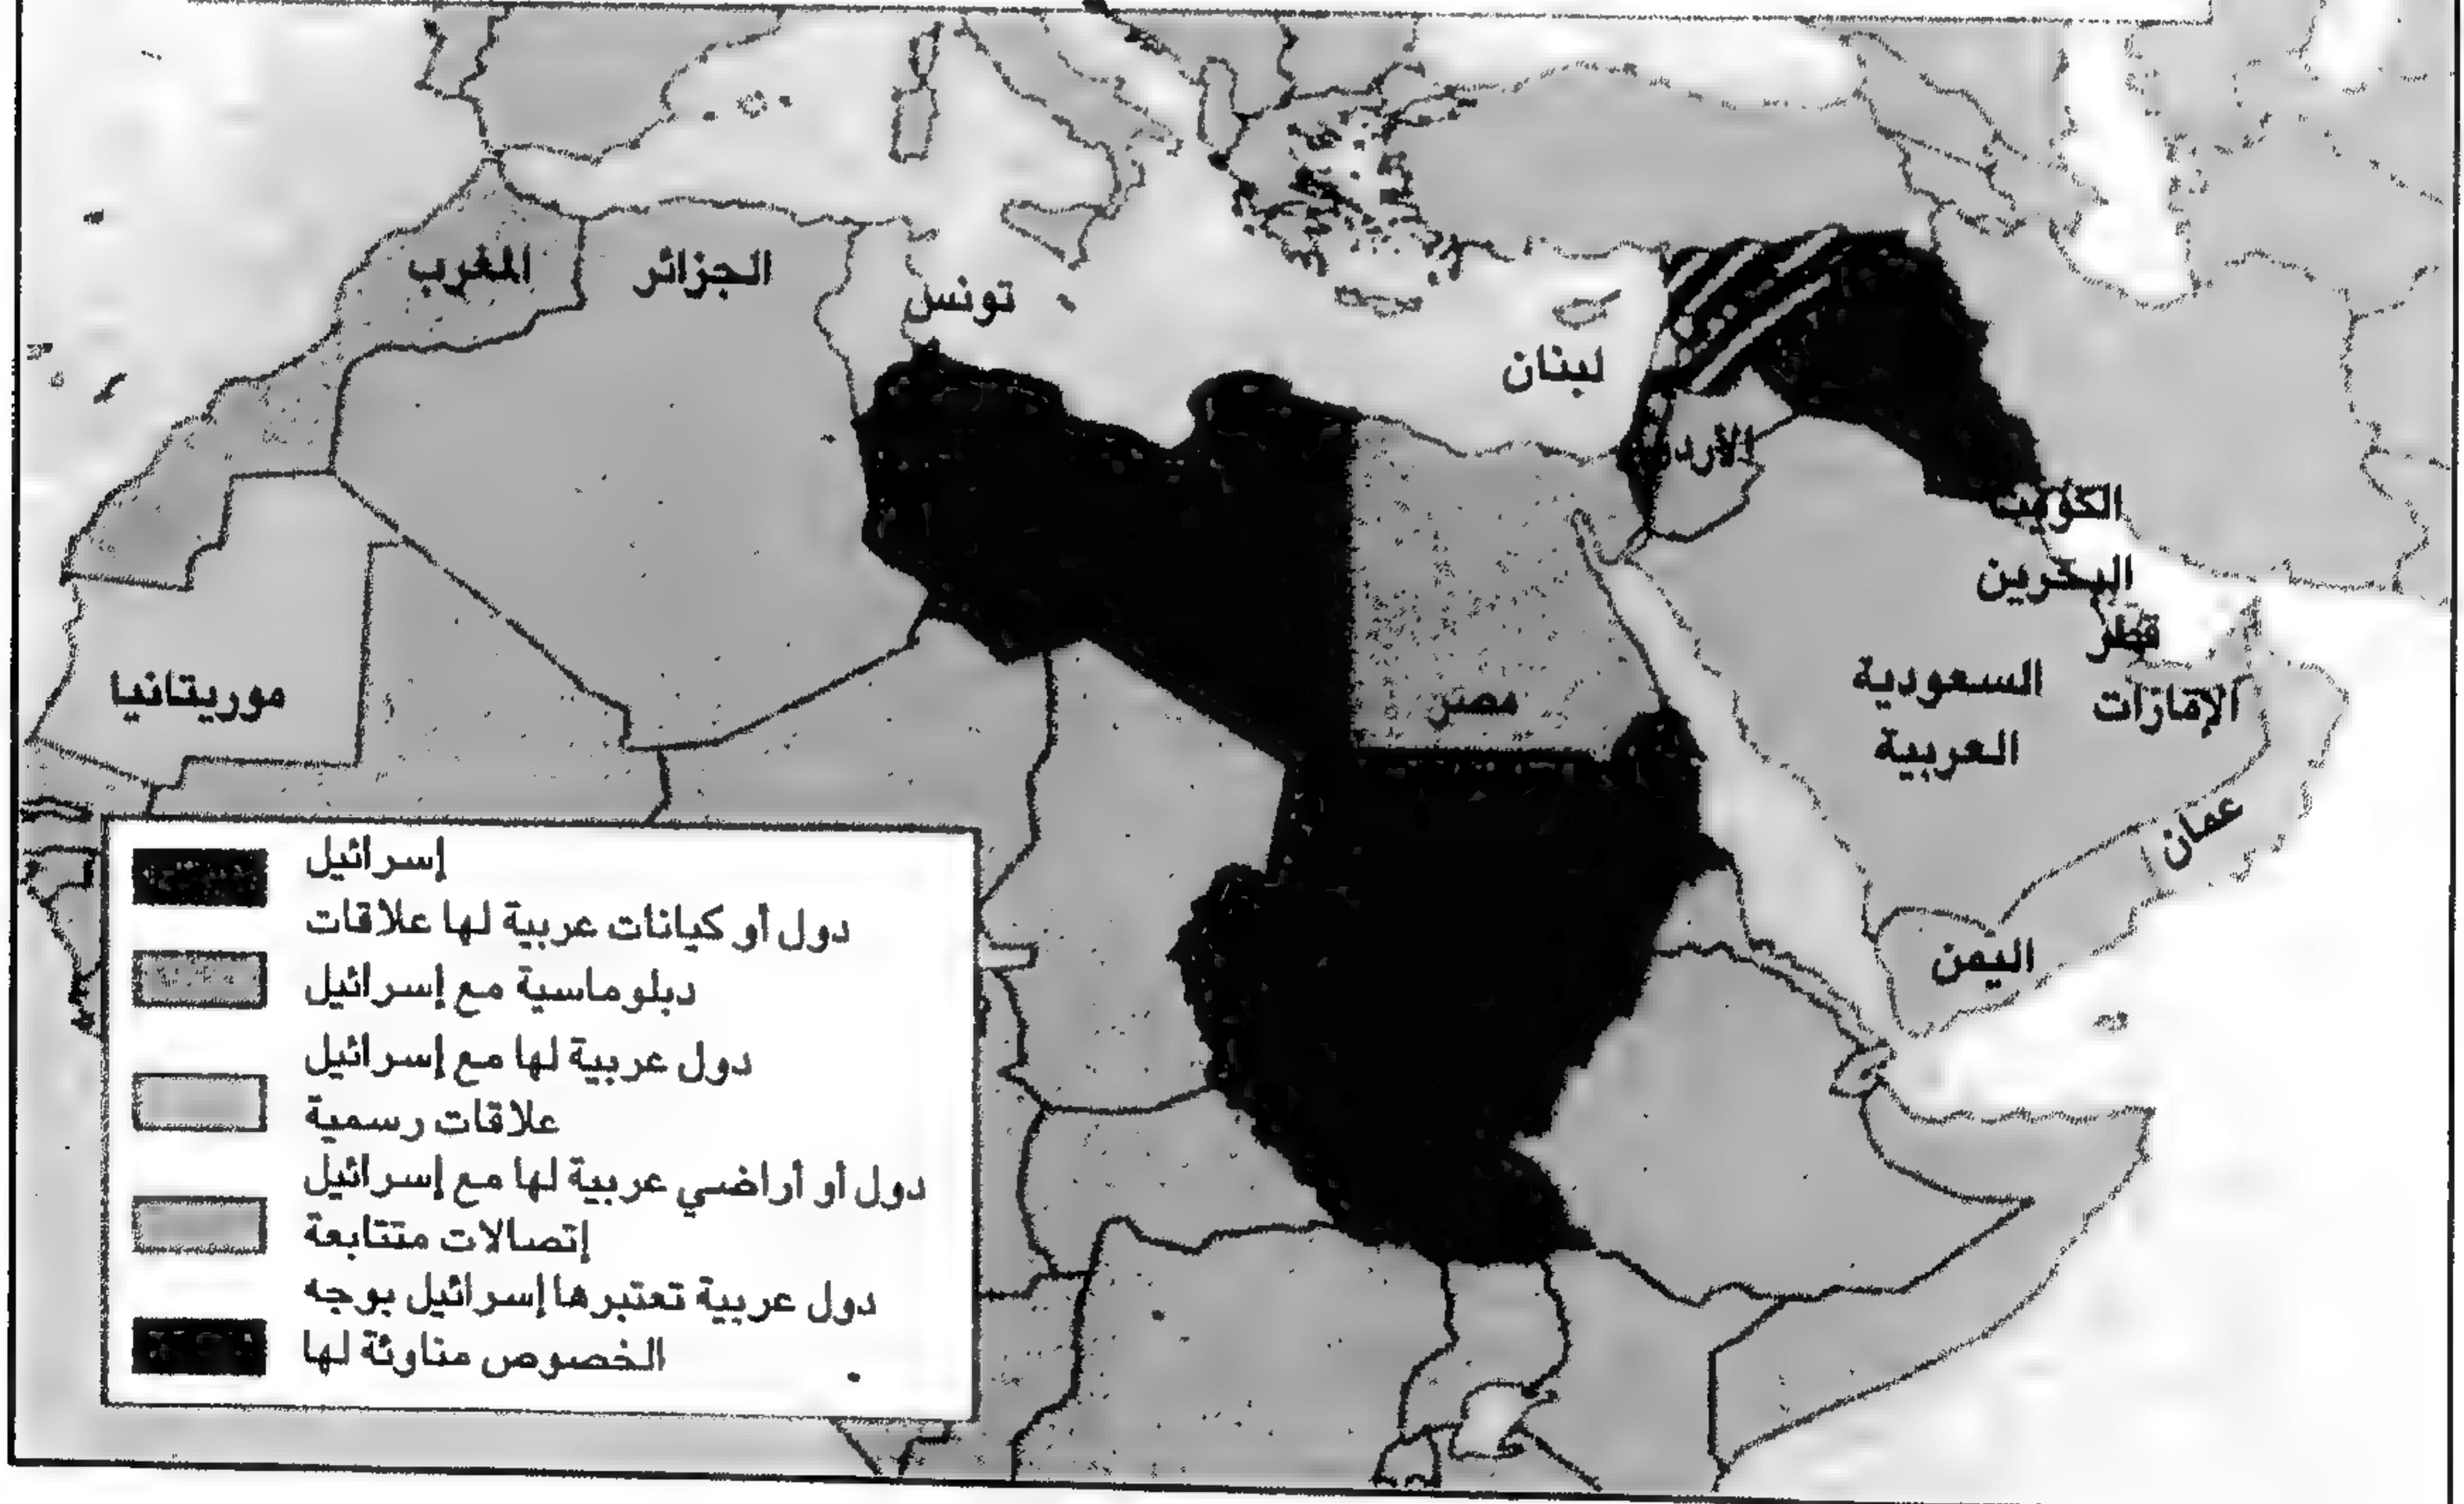 المغرب
الجزائر
تونس
لبنان
الأردن
الكويت
البحرين
قطر
موريتانيا
مصر
السعودية
العربية
الإمارات
عمان
اليمن
إسرائيل
دول أو كيانات عربية لها علاقات
دبلوماسية مع إسرائيل
دول عربية لها مع إسرائيل
علاقات رسمية
دول أو أراضي عربية لها مع إسرائيل
إتصالات متتابعة
دول عربية تعتبرها إسرائيل بوجه
الخصوص مناوئة لها